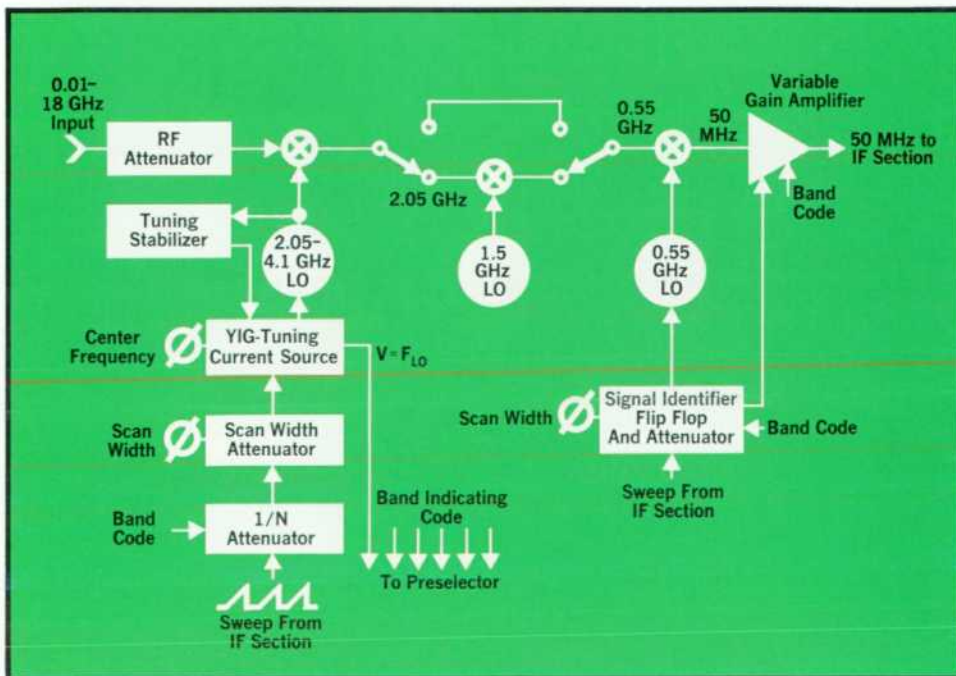 0.01–
18 GHz
Input
RF
Attenuator
2.05 GHz
0.55
GHz
50
MHz
Variable
Gain Amplifier
50 MHz to
IF Section
Band
Code
Tuning
Stabilizer
2.05–
4.1 GHz
LO
1.5
GHz
LO
0.55
GHz
LO
Center
Frequency
YIG-Tuning
Current Source
V = F_LO
Scan
Width
Scan Width
Attenuator
Scan Width
Signal Identifier
Flip Flop
And Attenuator
Band Code
Sweep From
IF Section
Band
Code
1/N
Attenuator
Band Indicating
Code
To Preselector
Sweep From
IF Section